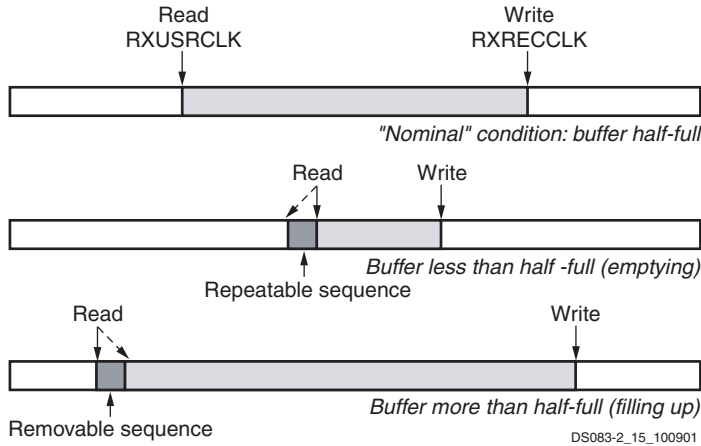 Read Write
RXUSRCLK RXRECCLK
"Nominal" condition: buffer half-full
Read Write
Buffer less than half -full (emptying)
Repeatable sequence
Read Write
Buffer more than half-full (filling up)
Removable sequence
DS083-2_15_100901